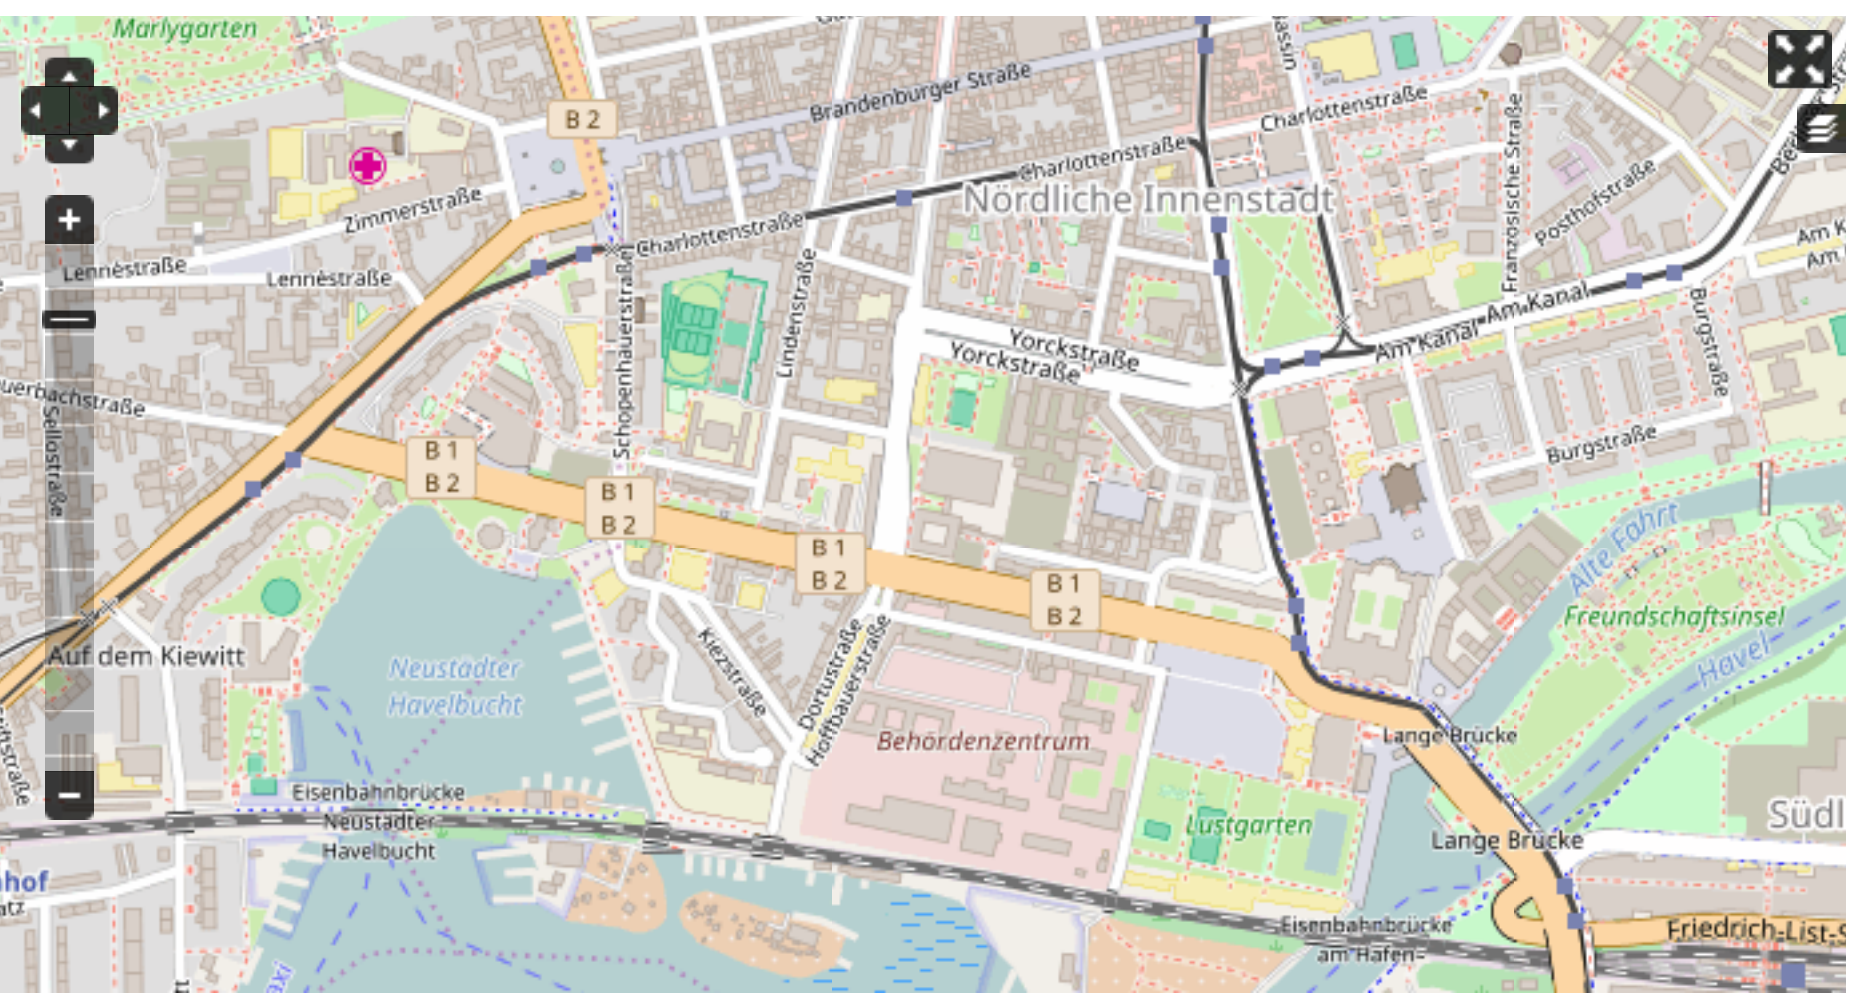 Marlygarten
B 2
Brandenburger Straße
Charlottenstraße
Charlottenstraße
Nördliche Innenstadt
Zimmerstraße
Französische Straße
Posthofstraße
Charlottenstraße
Lennéstraße
Lennéstraße
Schopenhauerstraße
Lindenstraße
Am Kanal
Am Kanal
Burgstraße
Yorckstraße
Yorckstraße
Sellostraße
Burgstraße
B 1
B 2
B 1
B 2
B 1
B 2
B 1
B 2
Alte Fahrt
Freundschaftsinsel
Havel
Auf dem Kiewitt
Neustädter
Havelbucht
Kiezstraße
Dortustraße
Hoffbauerstraße
Behördenzentrum
Lange Brücke
Eisenbahnbrücke
Neustädter
Havelbucht
Lustgarten
Lange Brücke
Südl
Eisenbahnbrücke
am Hafen
Friedrich-List-S